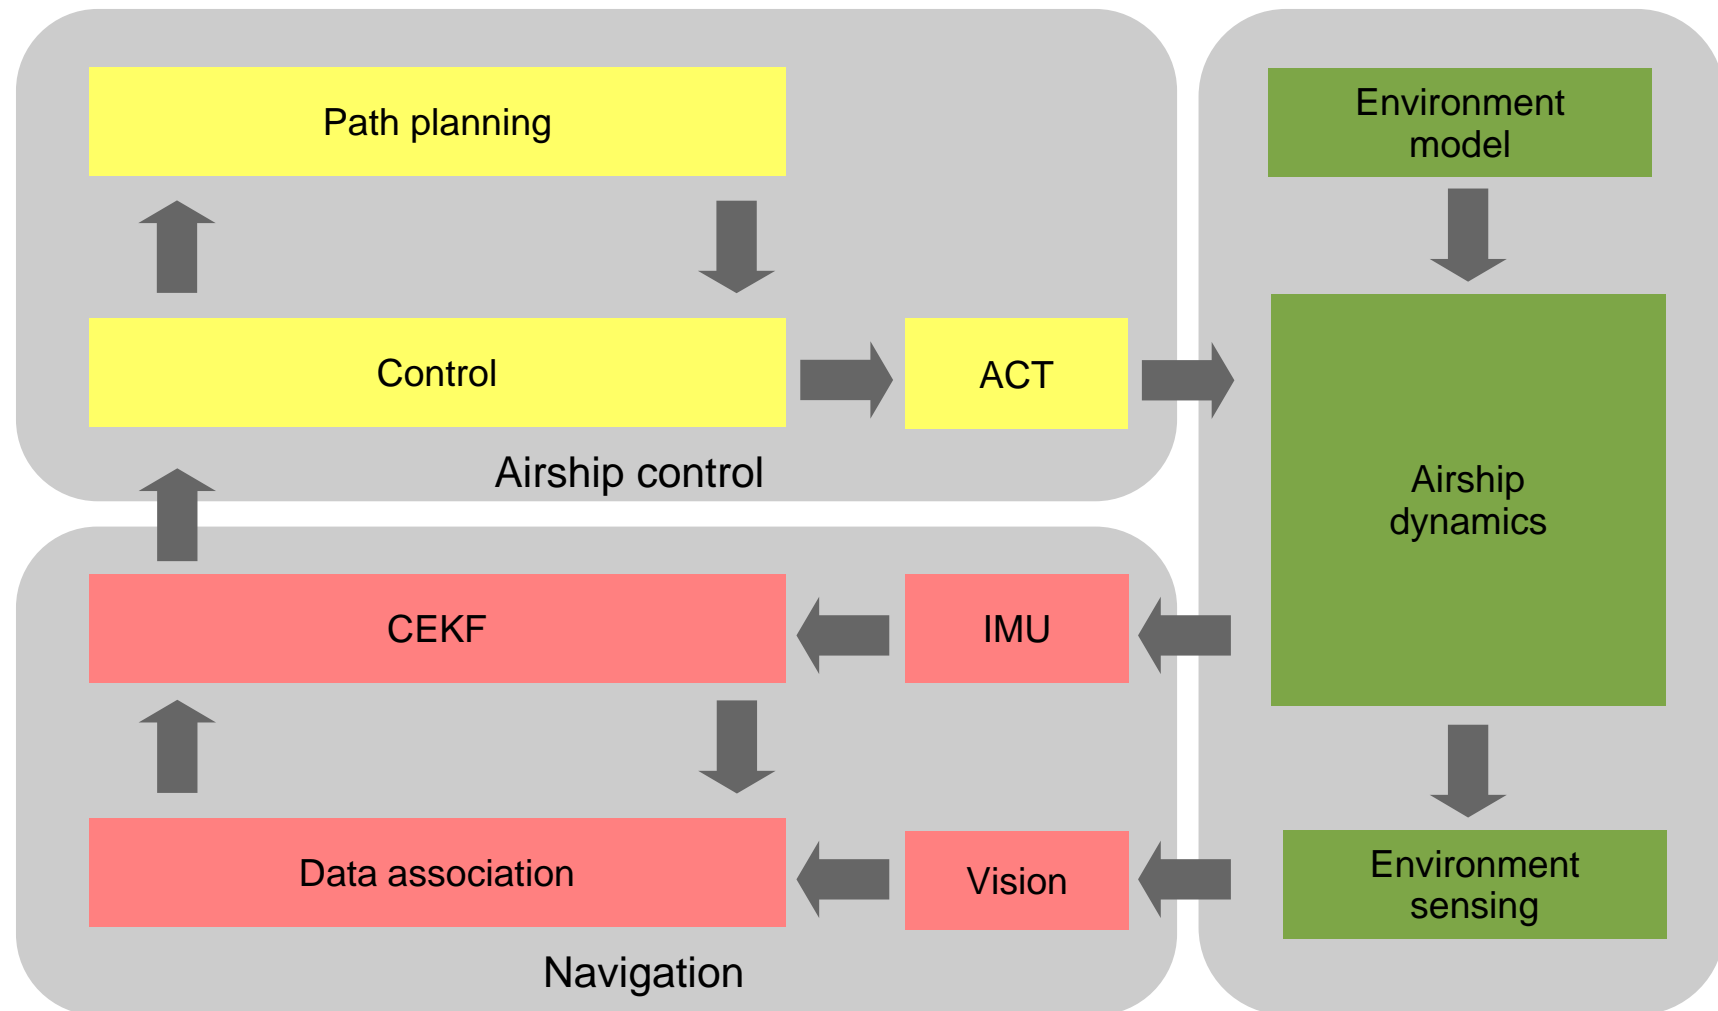 Path planning
Control
ACT
Airship control
CEKF
IMU
Data association
Vision
Navigation
Environment
model
Airship
dynamics
Environment
sensing